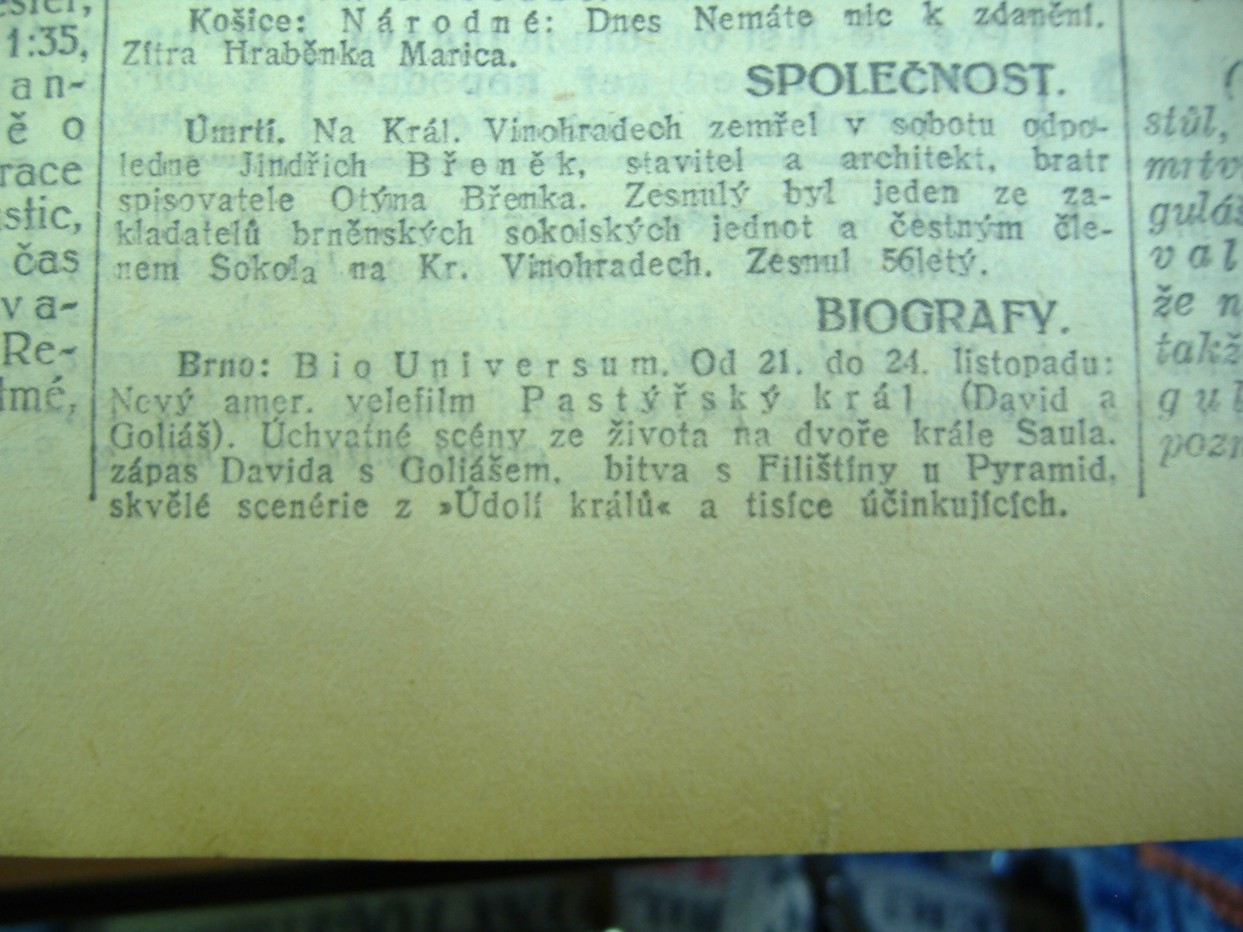 Košice: Národné: Dnes Nemáte nic k zdanění.
Zítra Hraběnka Marica.
SPOLEČNOST.
Úmrtí. Na Král. Vinohradech zemřel v sobotu odpo-
ledne Jindřich Břeněk, stavitel a architekt, bratr
spisovatele Otýna Břenka. Zesnulý byl jeden ze za-
kladatelů brněnských sokolských jednot a čestným čle-
nem Sokola na Kr. Vinohradech. Zesnul 56letý.
BIOGRAFY.
Brno: Bio Universum. Od 21. do 24. listopadu:
Nový amer. velefilm Pastýřský král (David a
Goliáš). Úchvatné scény ze života na dvoře krále Saula,
zápas Davida s Goliášem, bitva s Filištíny u Pyramid,
skvělé scenérie z »Údolí králů« a tisíce účinkujících.
1:35,
an-
ě o
race
stic,
čas
va-
Re-
lmé,
stůl,
mrtv
guláš
val
že n
takž
gul
pozn